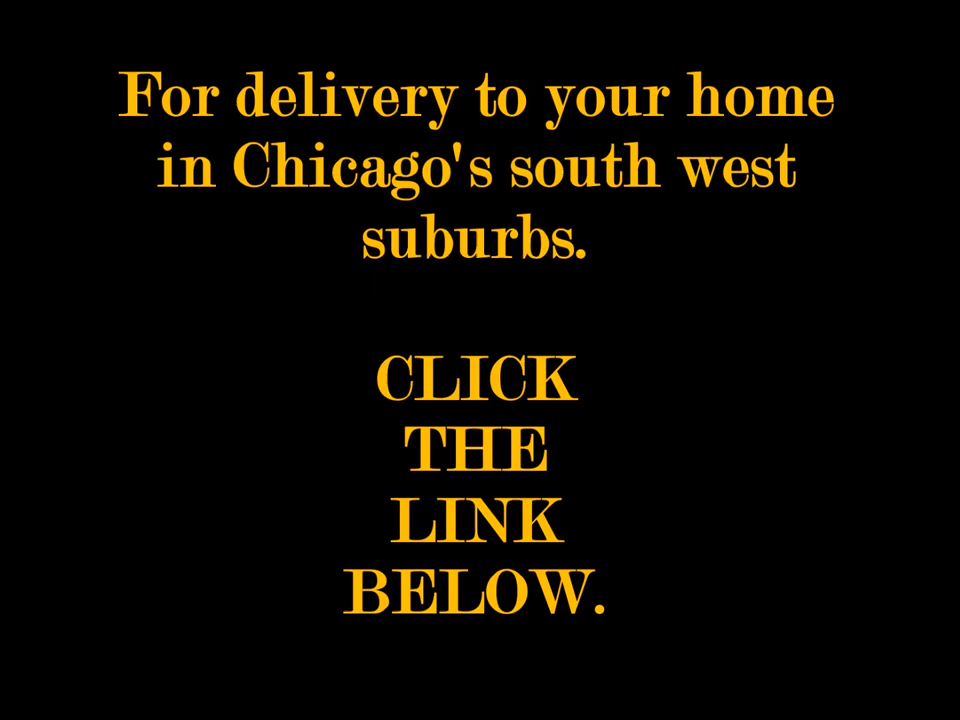 For delivery to your home
in Chicago's south west
suburbs.
CLICK
THE
LINK
BELOW.